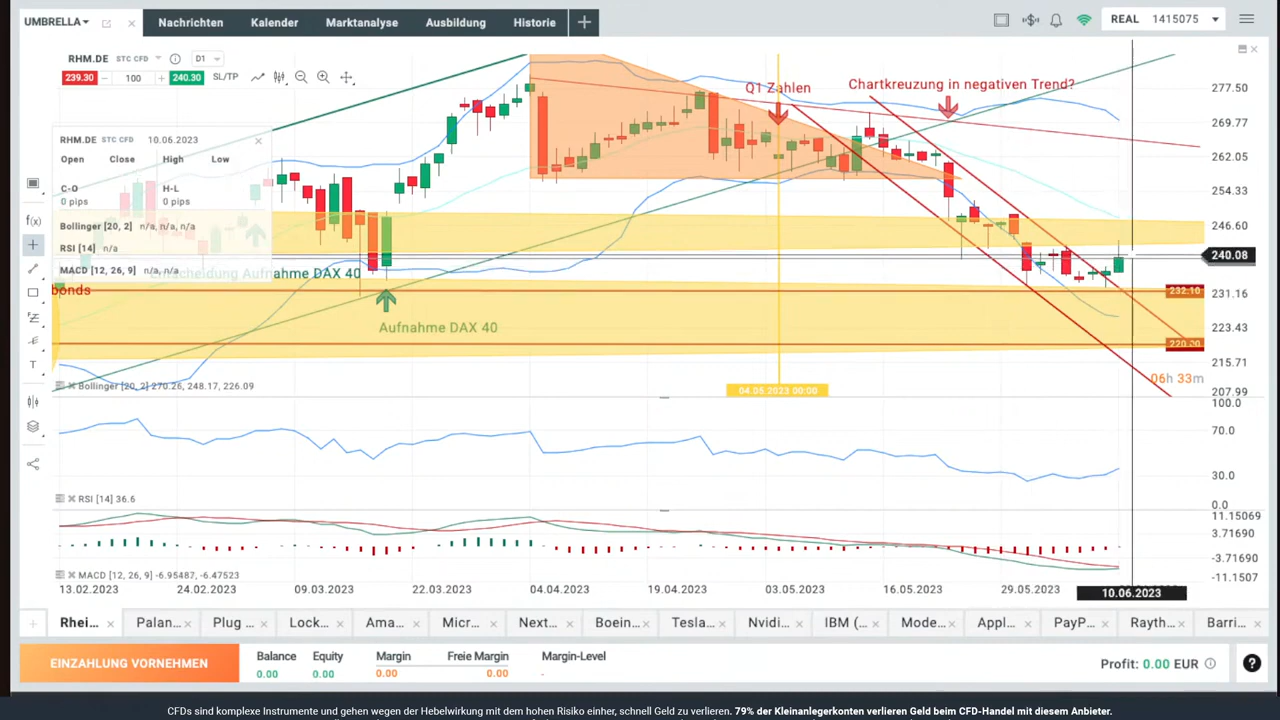 UMBRELLA
Nachrichten
Kalender
Marktanalyse
Ausbildung
Historie
REAL 1415075
RHM.DE STC CFD D1
239.30 100 240.30 SL/TP
Q1 Zahlen
Chartkreuzung in negativen Trend?
RHM.DE STC CFD 10.06.2023
Open Close High Low
C-O H-L
0 pips 0 pips
Bollinger [20, 2] n/a, n/a, n/a
RSI [14] n/a
MACD [12, 26, 9] n/a, n/a
Aufnahme DAX 40
bonds
Aufnahme DAX 40
277.50
269.77
262.05
254.33
246.60
240.08
232.10
231.16
223.43
220.00
215.71
207.99
06h 33m
Bollinger [20, 2] 270.26, 248.17, 226.09
04.05.2023 00:00
100.0
70.0
30.0
0.0
RSI [14] 36.6
11.15069
3.71690
-3.71690
-11.1507
MACD [12, 26, 9] -6.95487, -6.47523
13.02.2023 24.02.2023 09.03.2023 22.03.2023 04.04.2023 19.04.2023 03.05.2023 16.05.2023 29.05.2023 10.06.2023
Rhei... Palan... Plug ... Lock... Ama... Micr... Next... Boein... Tesla... Nvidi... IBM (... Mode... Appl... PayP... Rayth... Barri...
EINZAHLUNG VORNEHMEN
Balance Equity Margin Freie Margin Margin-Level
0.00 0.00 0.00 0.00 -
Profit: 0.00 EUR
CFDs sind komplexe Instrumente und gehen wegen der Hebelwirkung mit dem hohen Risiko einher, schnell Geld zu verlieren. 79% der Kleinanlegerkonten verlieren Geld beim CFD-Handel mit diesem Anbieter.